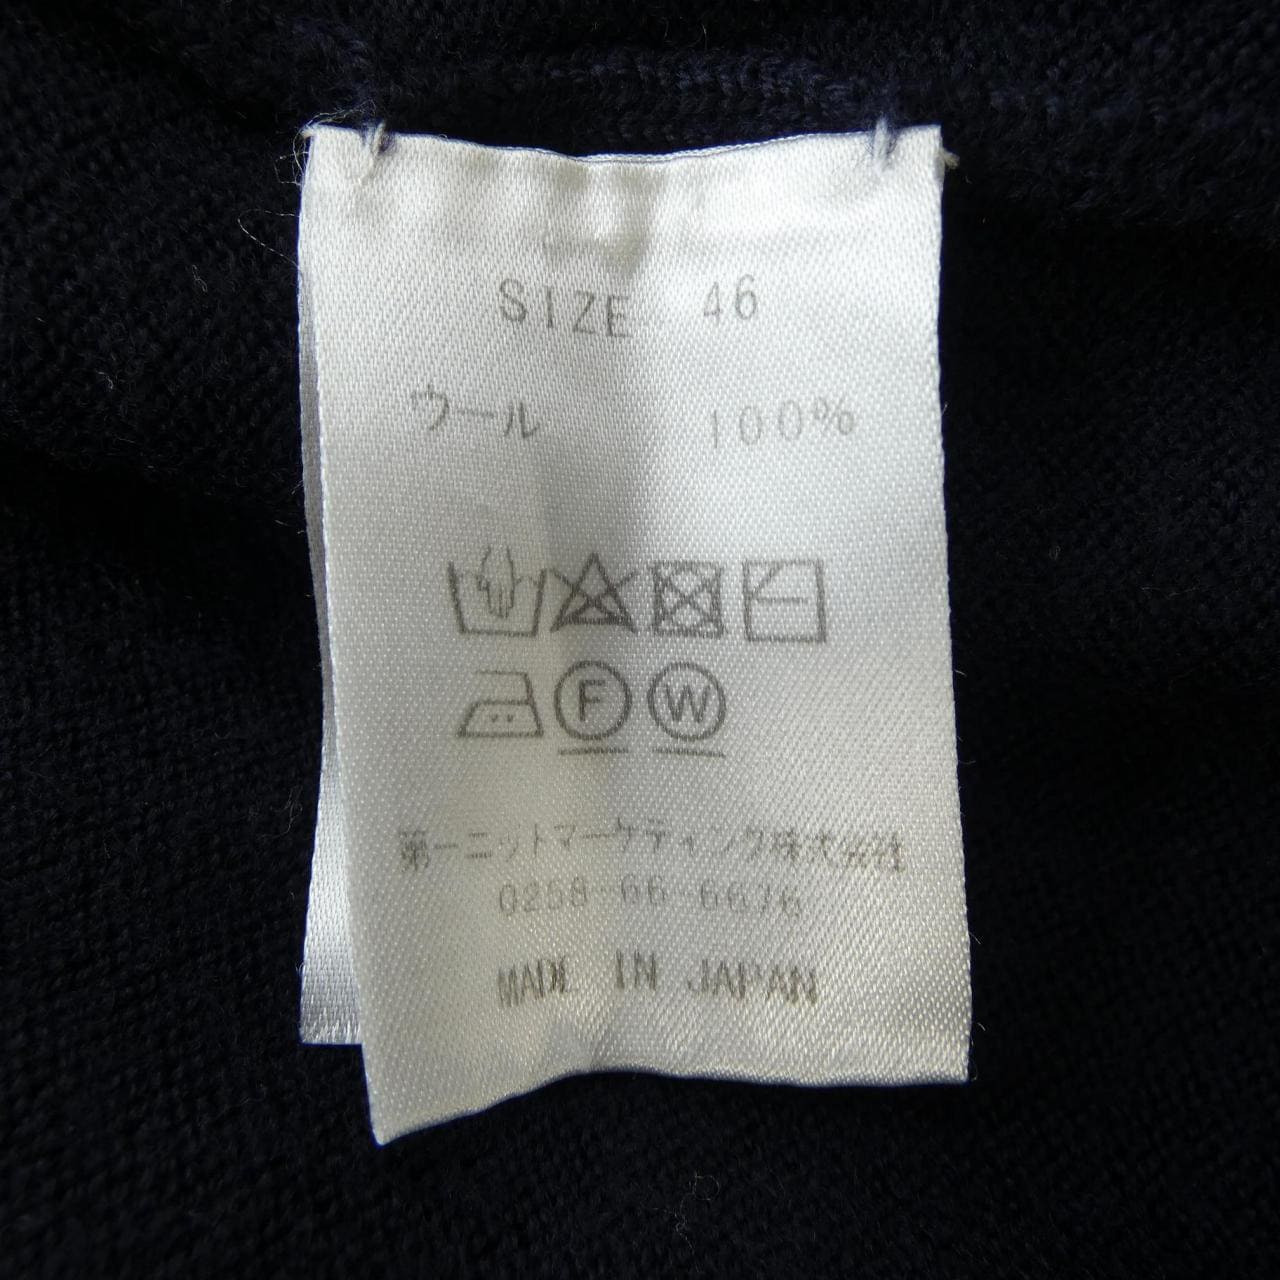 SIZE 46
ウール 100%
F W
第一ニットマーケティング株式会社
0258-66-6676
MADE IN JAPAN